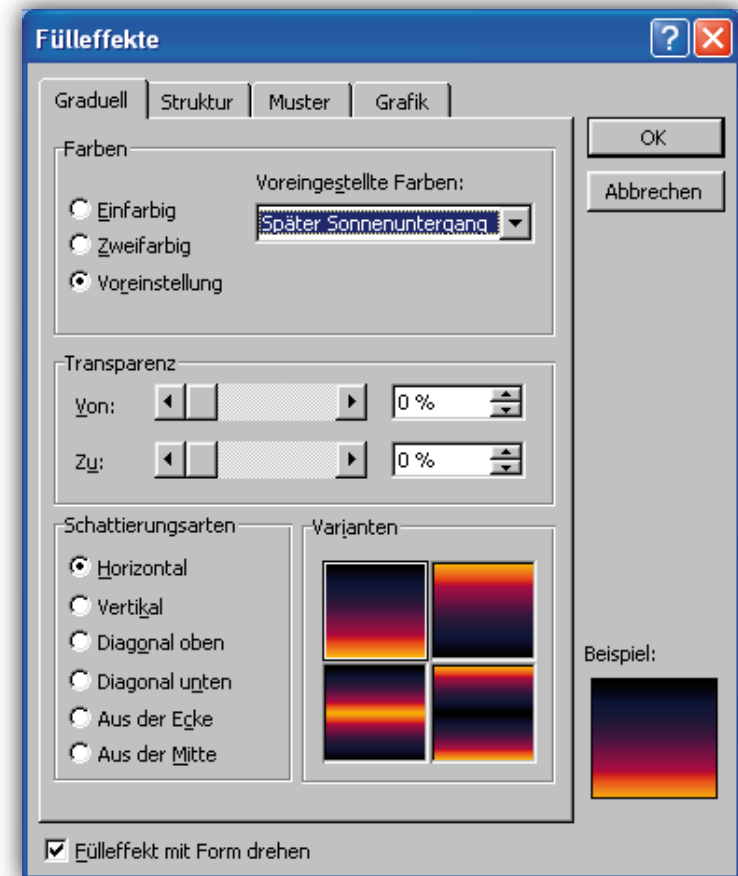 Fülleffekte
Graduell Struktur Muster Grafik
OK
Abbrechen
Farben
Voreingestellte Farben:
Einfarbig
Später Sonnenuntergang
Zweifarbig
Voreinstellung
Transparenz
Von: 0 %
Zu: 0 %
Schattierungsarten
Horizontal
Vertikal
Diagonal oben
Diagonal unten
Aus der Ecke
Aus der Mitte
Varianten
Beispiel:
Fülleffekt mit Form drehen